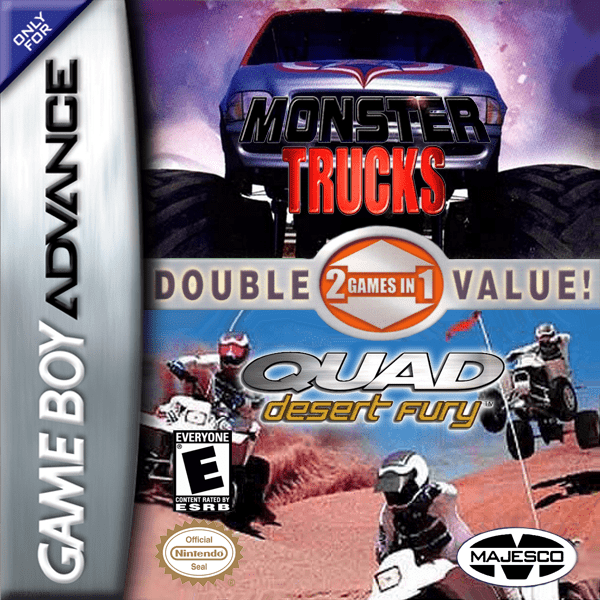 ONLY
FOR
GAME BOY ADVANCE
MONSTER
TRUCKS
DOUBLE 2 GAMES IN 1 VALUE!
QUAD
desert fury™
EVERYONE
E
CONTENT RATED BY
ESRB
Official
Nintendo
Seal
MAJESCO